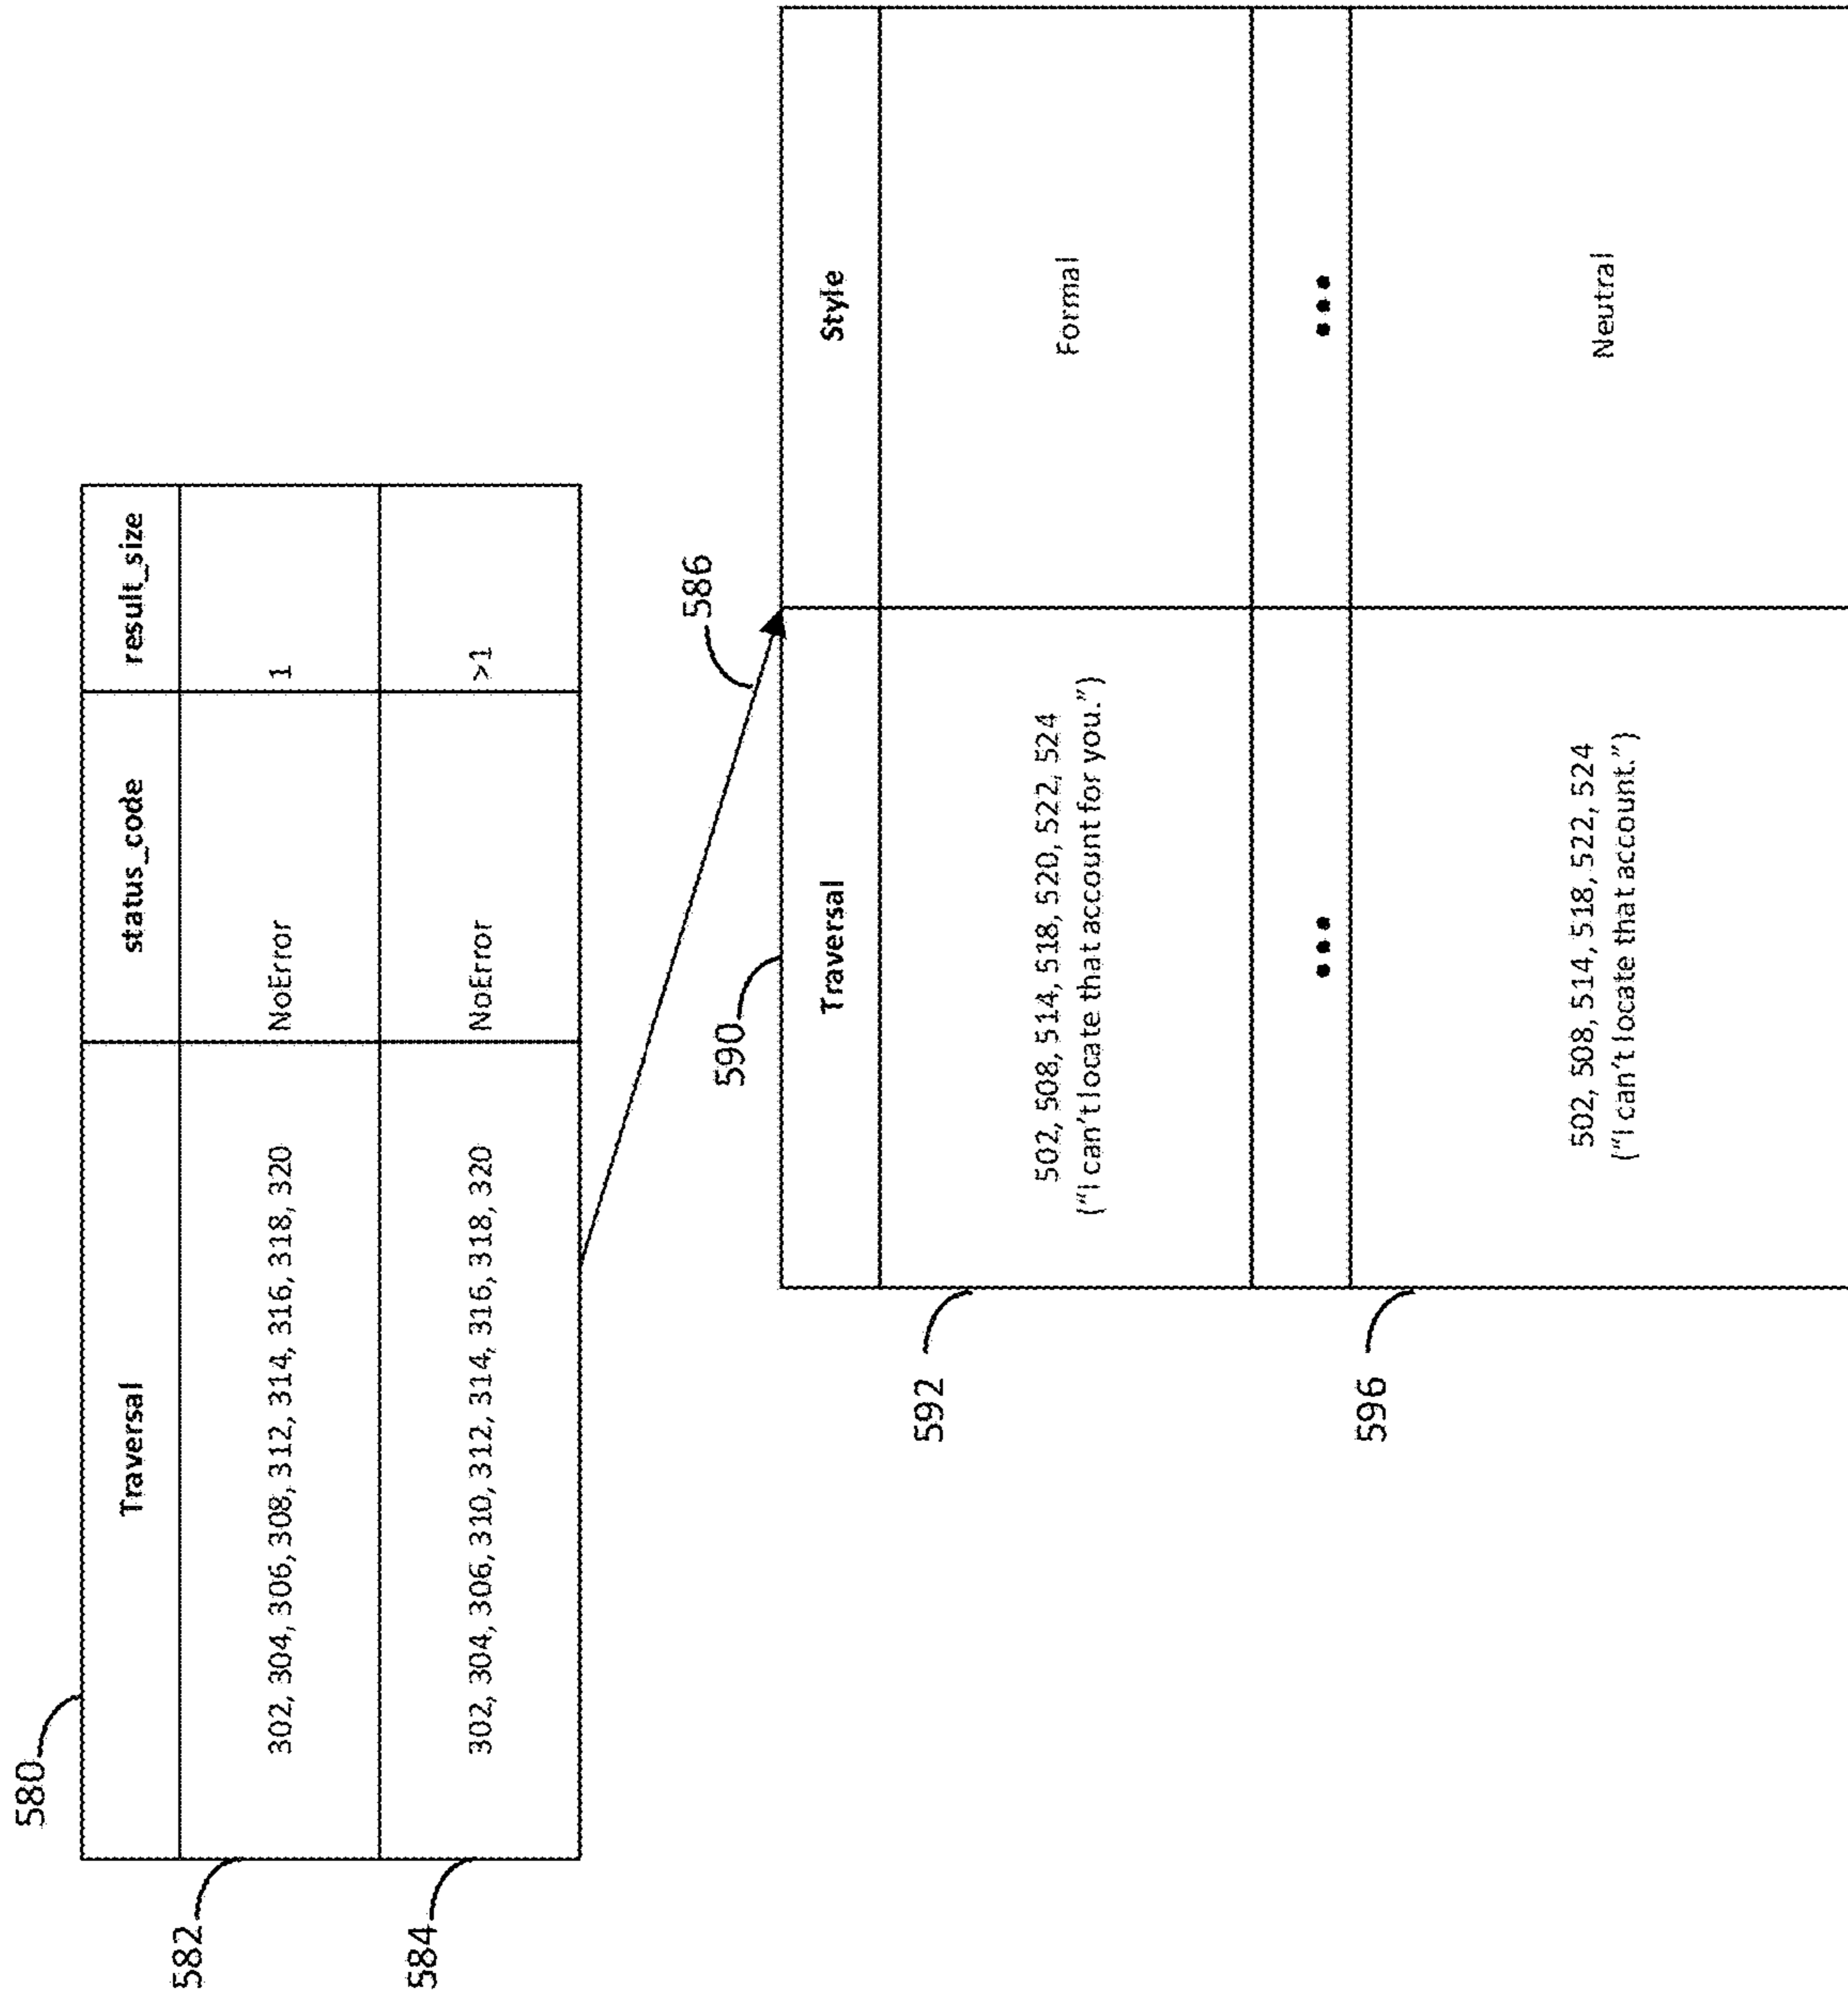 580
Traversal status_code result_size
582
302, 304, 306, 308, 312, 314, 316, 318, 320 NoError 1
584
302, 304, 306, 310, 312, 314, 316, 318, 320 NoError >1
586
590
Traversal Style
592
502, 508, 514, 518, 520, 522, 524
("I can't locate that account for you.") Formal
••• •••
596
502, 508, 514, 518, 522, 524
("I can't locate that account.") Neutral